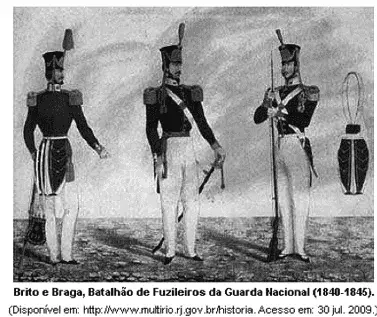 Brito e Braga, Batalhão de Fuzileiros da Guarda Nacional (1840-1845).
(Disponível em: http://www.multirio.rj.gov.br/historia. Acesso em: 30 jul. 2009.)